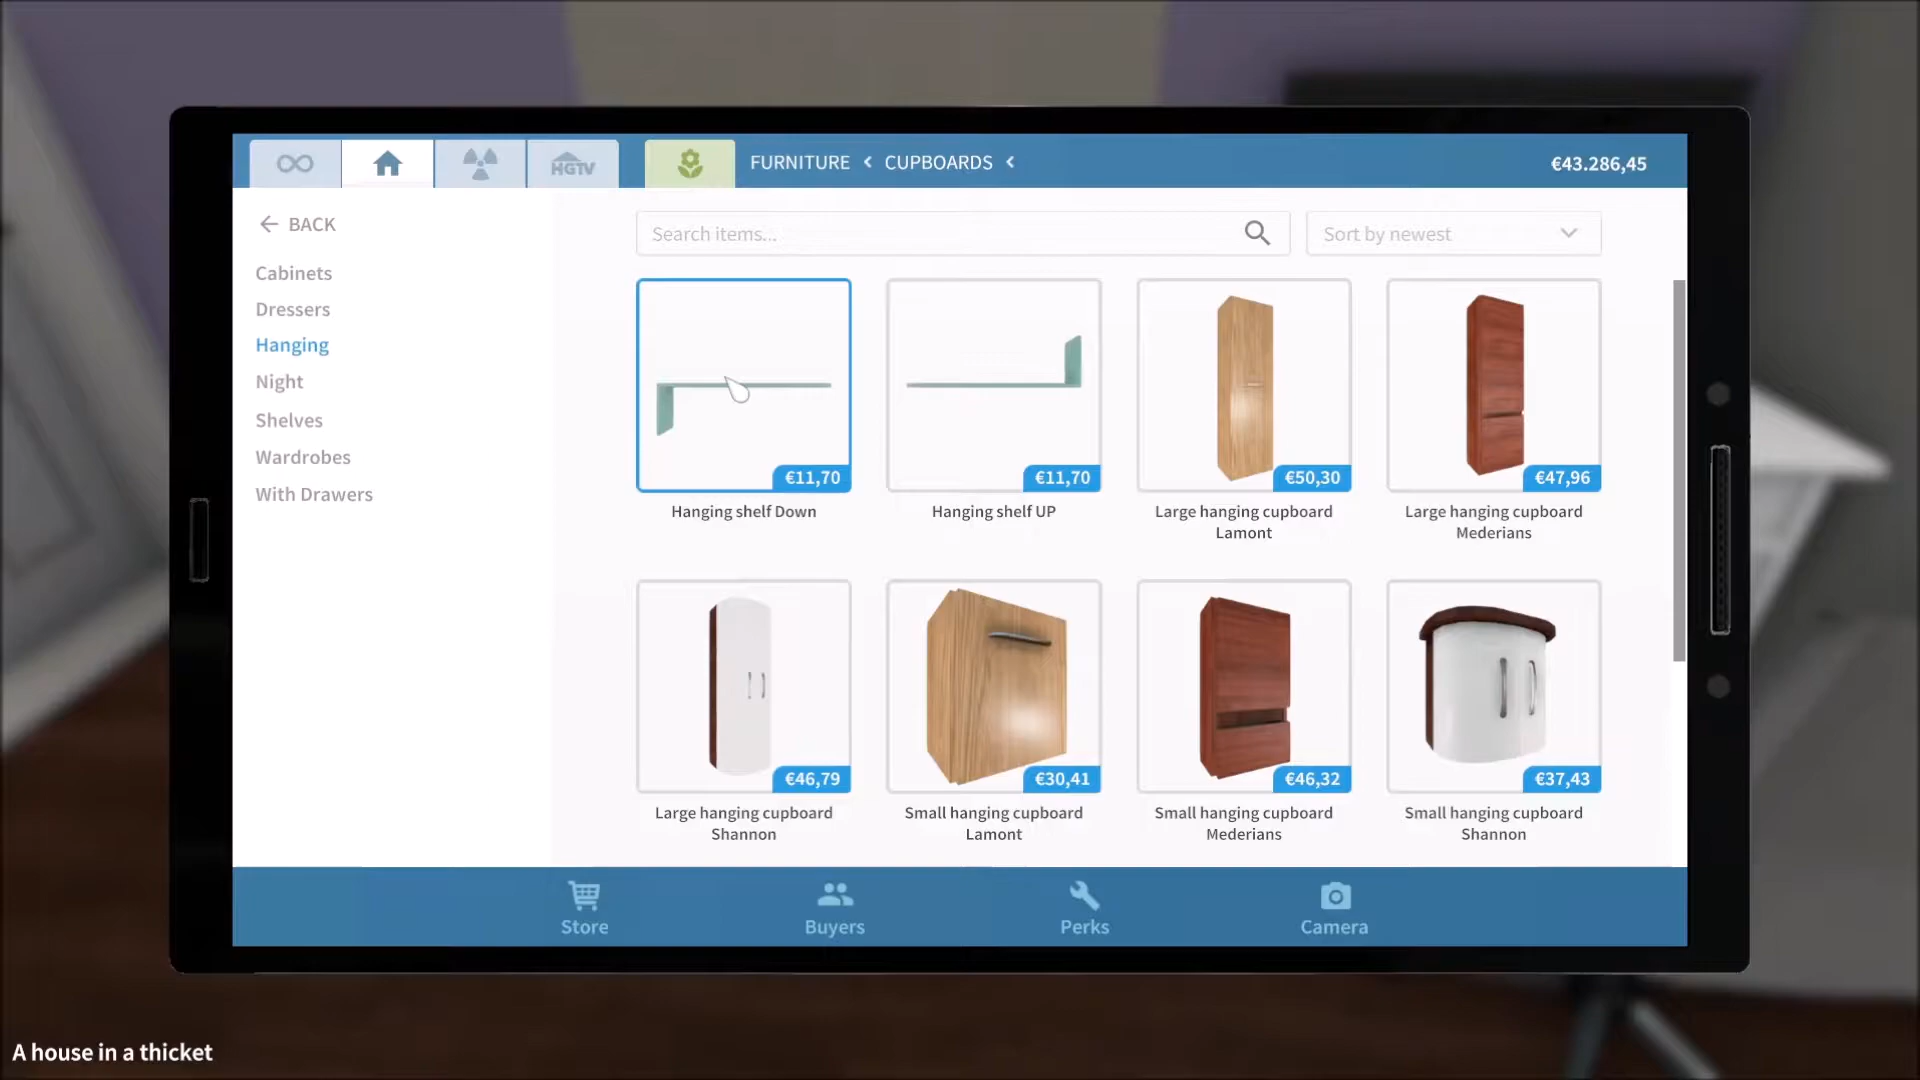 HGTV
FURNITURE < CUPBOARDS <
€43.286,45
BACK
Cabinets
Dressers
Hanging
Night
Shelves
Wardrobes
With Drawers
Search items...
Sort by newest
€11,70
€11,70
€50,30
€47,96
Hanging shelf Down
Hanging shelf UP
Large hanging cupboard
Lamont
Large hanging cupboard
Mederians
€46,79
€30,41
€46,32
€37,43
Large hanging cupboard
Shannon
Small hanging cupboard
Lamont
Small hanging cupboard
Mederians
Small hanging cupboard
Shannon
Store
Buyers
Perks
Camera
A house in a thicket